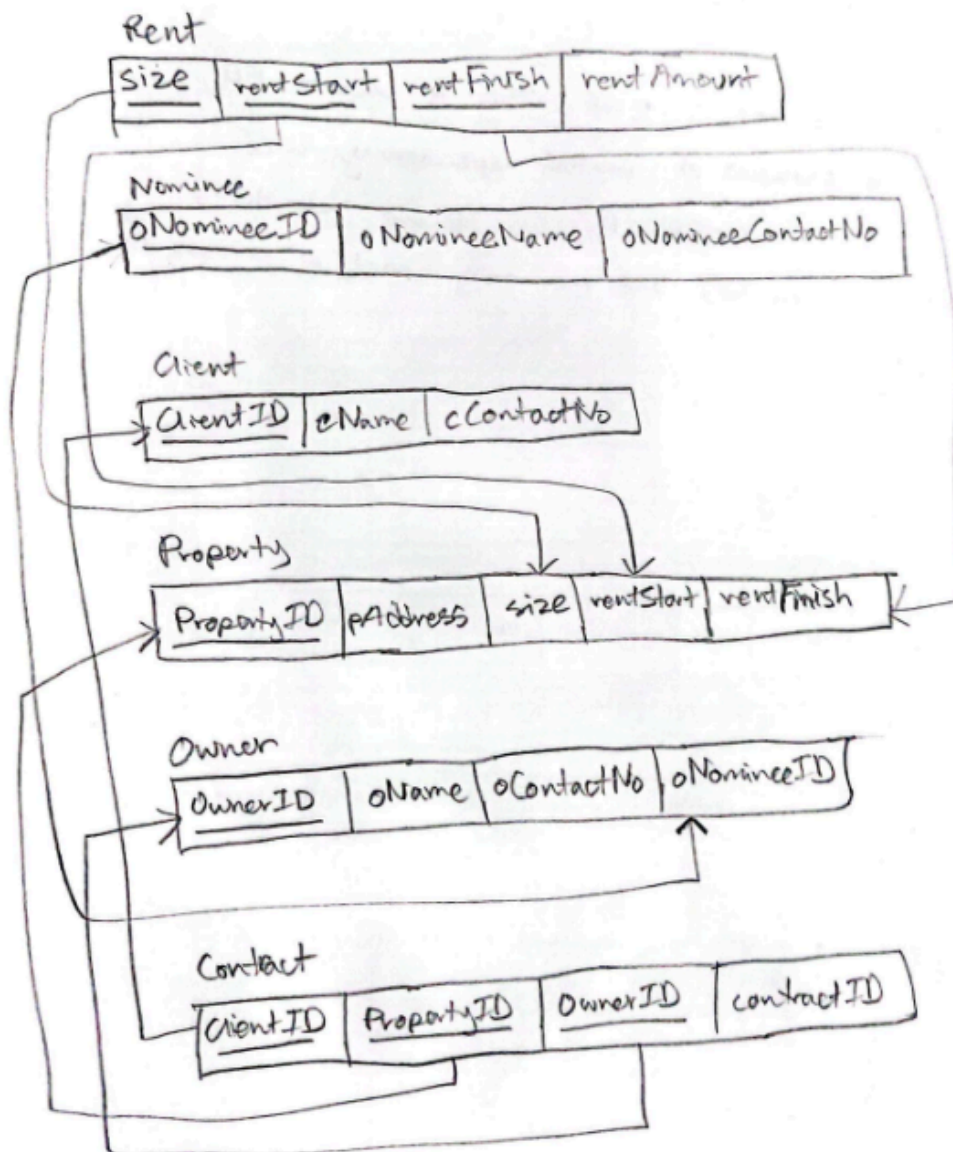 Rent
size rentStart rentFinish rentAmount
Nominee
oNomineeID oNomineeName oNomineeContactNo
Client
ClientID cName cContactNo
Property
PropertyID pAddress size rentStart rentFinish
Owner
OwnerID oName oContactNo oNomineeID
Contact
ClientID PropertyID OwnerID contractID